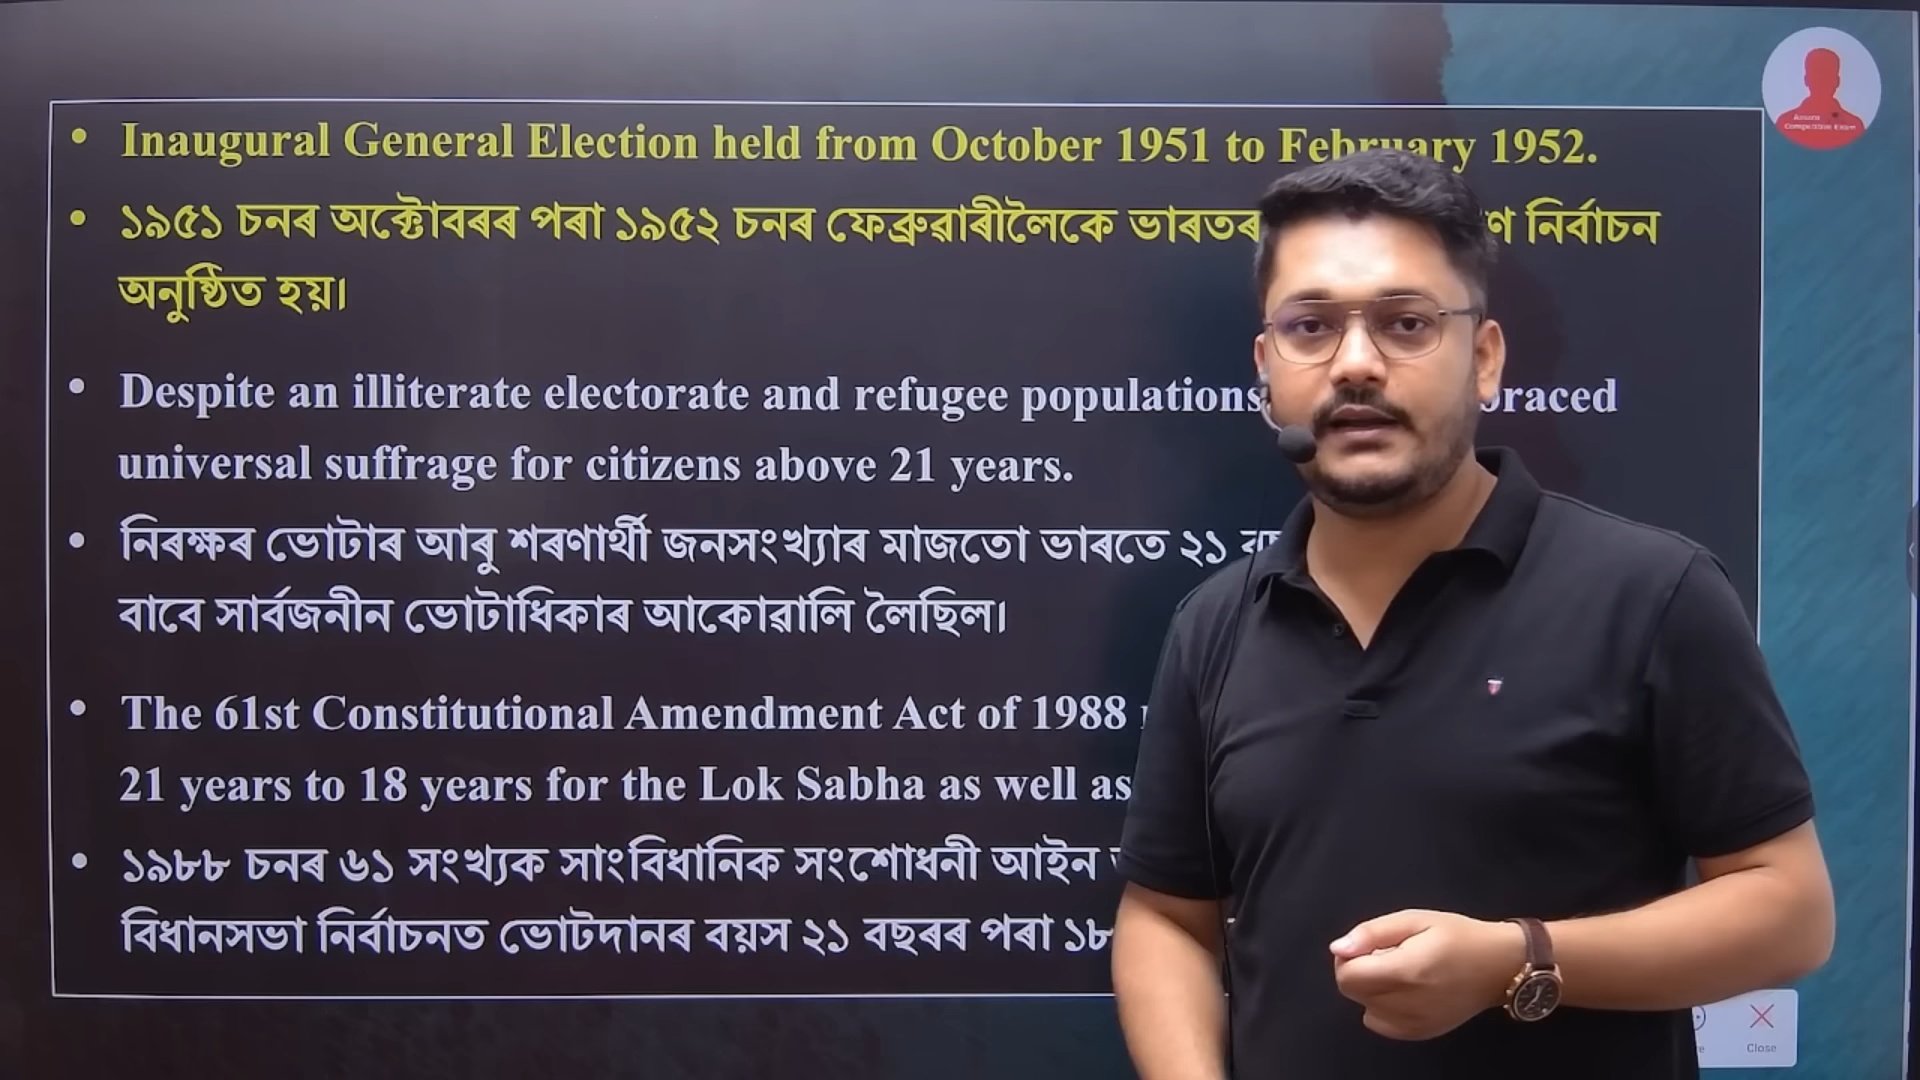 • Inaugural General Election held from October 1951 to February 1952.
• ১৯৫১ চনৰ অক্টোবৰৰ পৰা ১৯৫২ চনৰ ফেব্ৰুৱাৰীলৈকে ভাৰতৰ নিৰ্বাচন
অনুষ্ঠিত হয়।
• Despite an illiterate electorate and refugee populations
universal suffrage for citizens above 21 years.
• নিৰক্ষৰ ভোটাৰ আৰু শৰণাৰ্থী জনসংখ্যাৰ মাজতো ভাৰতে ২১
বাবে সাৰ্বজনীন ভোটাধিকাৰ আকোৱালি লৈছিল।
• The 61st Constitutional Amendment Act of 1988
21 years to 18 years for the Lok Sabha as well as
• ১৯৮৮ চনৰ ৬১ সংখ্যক সাংবিধানিক সংশোধনী আইন
বিধানসভা নিৰ্বাচনত ভোটদানৰ বয়স ২১ বছৰৰ পৰা ১৮
Assam
Competitive Exam
Close